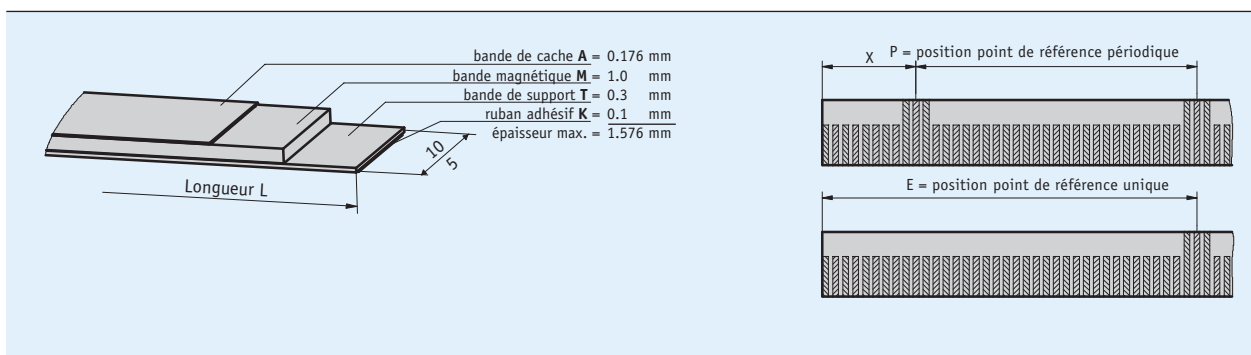 bande de cache A = 0.176 mm
bande magnétique M = 1.0 mm
bande de support T = 0.3 mm
ruban adhésif K = 0.1 mm
épaisseur max. = 1.576 mm
10
5
Longueur L
X
P = position point de référence périodique
E = position point de référence unique